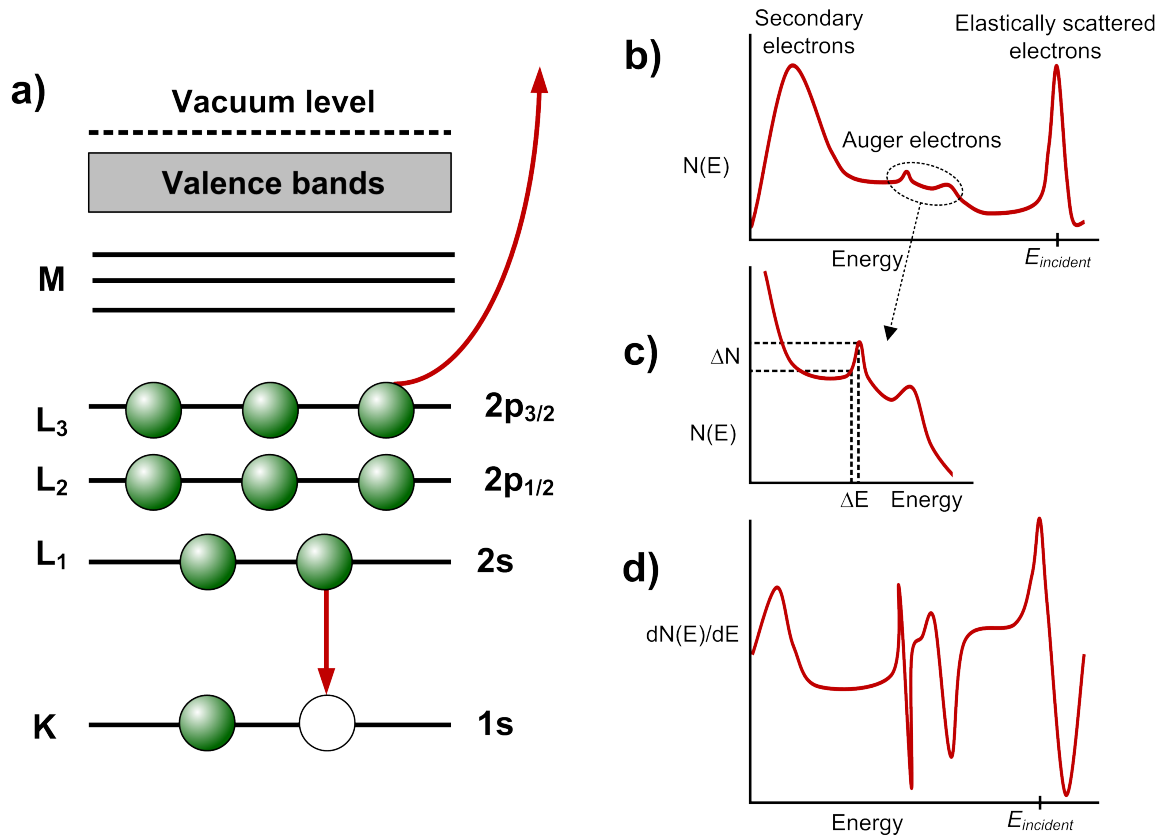 a)
Vacuum level
Valence bands
M
L3
2p3/2
L2
2p1/2
L1
2s
K
1s
b)
Secondary
electrons
Elastically scattered
electrons
Auger electrons
N(E)
Energy
Eincident
c)
ΔN
N(E)
ΔE
Energy
d)
dN(E)/dE
Energy
Eincident